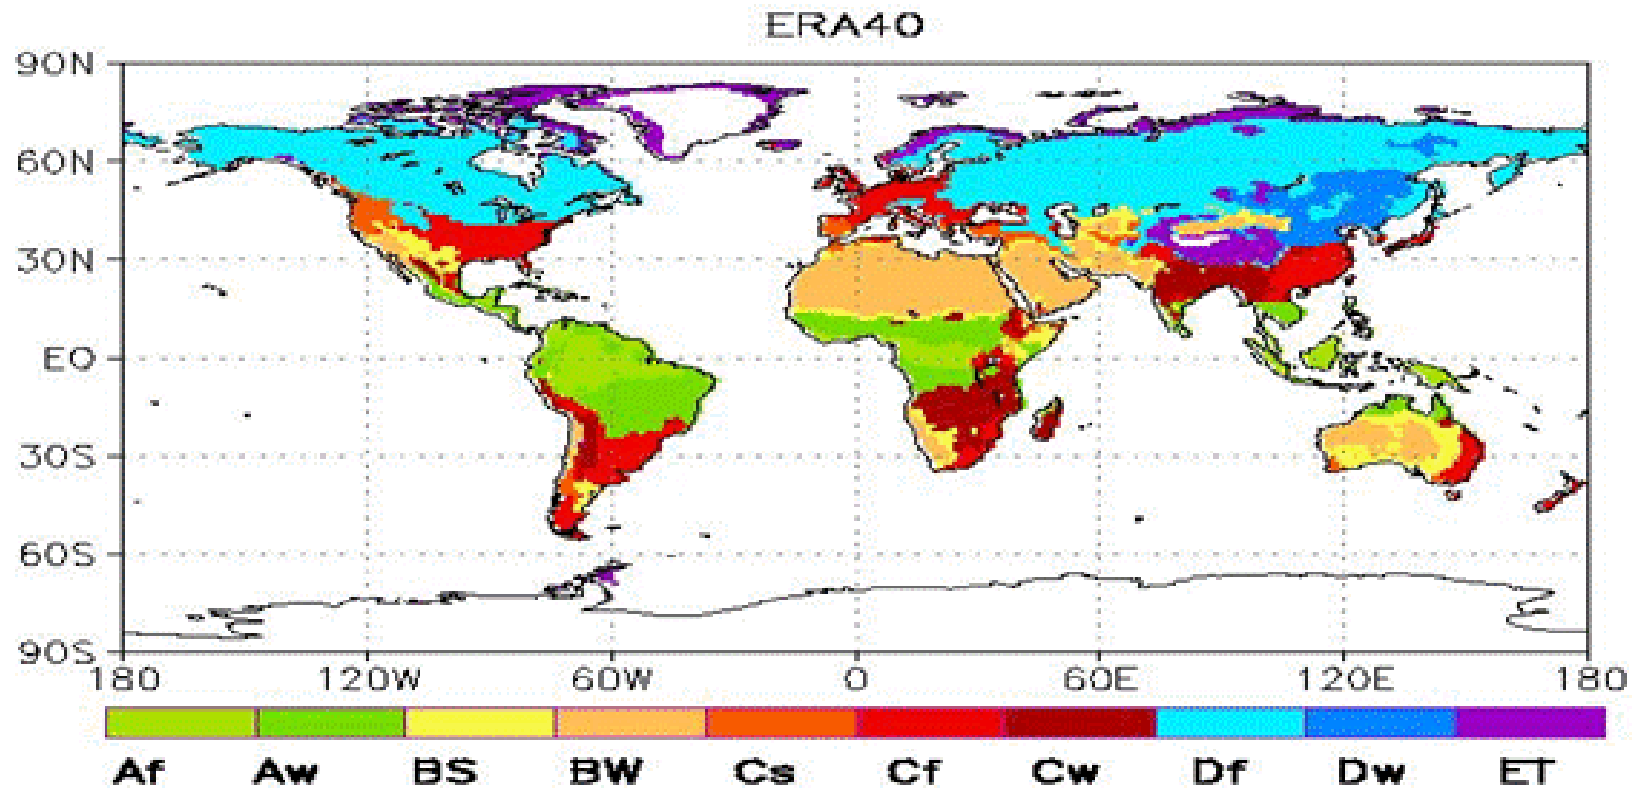 ERA40
90N
60N
30N
EQ
30S
60S
90S
180 120W 60W 0 60E 120E 180
Af Aw BS BW Cs Cf Cw Df Dw ET